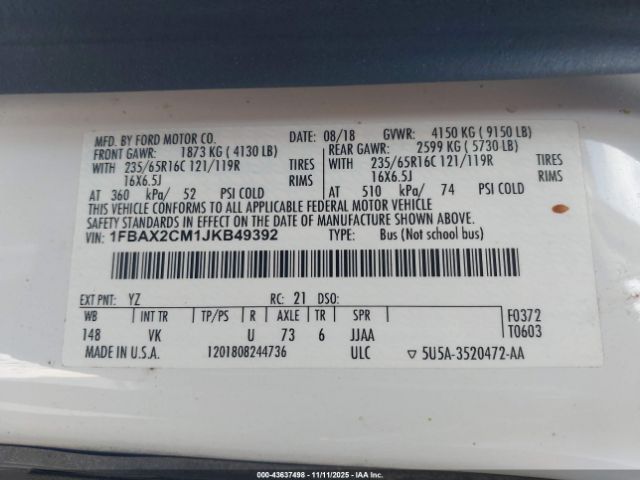 MFD. BY FORD MOTOR CO. DATE: 08/18 GVWR: 4150 KG ( 9150 LB)
FRONT GAWR: 1873 KG ( 4130 LB) REAR GAWR: 2599 KG ( 5730 LB)
WITH 235/65R16C 121/119R TIRES WITH 235/65R16C 121/119R TIRES
16X6.5J RIMS 16X6.5J RIMS
AT 360 kPa/ 52 PSI COLD AT 510 kPa/ 74 PSI COLD
THIS VEHICLE CONFORMS TO ALL APPLICABLE FEDERAL MOTOR VEHICLE
SAFETY STANDARDS IN EFFECT ON THE DATE OF MANUFACTURE SHOWN ABOVE.
VIN: 1FBAX2CM1JKB49392 TYPE: Bus (Not school bus)
EXT PNT: YZ RC: 21 DSO:
WB INT TR TP/PS R AXLE TR SPR F0372
148 VK U 73 6 JJAA T0603
MADE IN U.S.A. 1201808244736 ULC ▽ 5U5A-3520472-AA
000-43637498 - 11/11/2025 - IAACORP